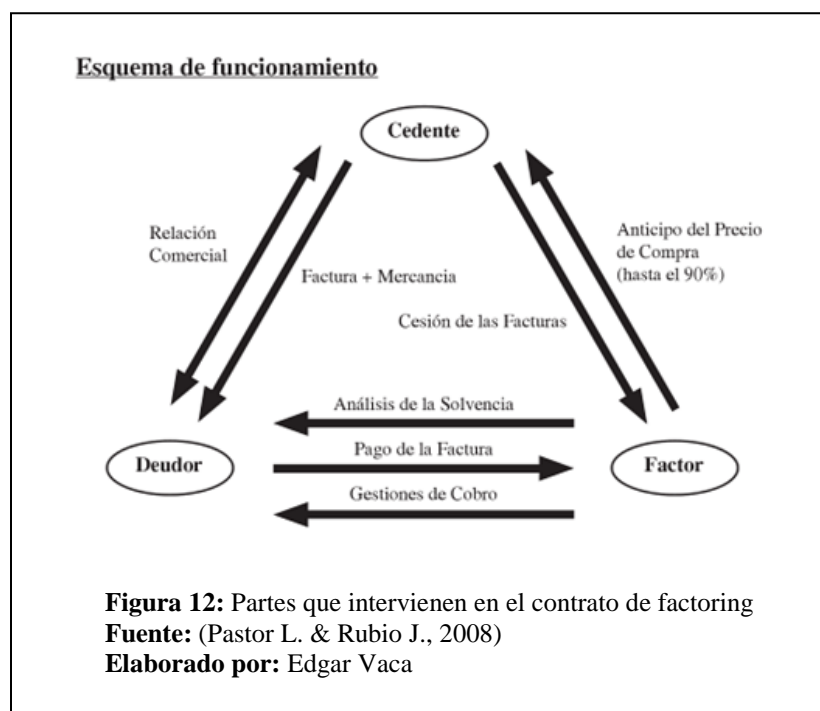 Esquema de funcionamiento
Cedente
Relación
Comercial
Factura + Mercancia
Anticipo del Precio
de Compra
(hasta el 90%)
Cesión de las Facturas
Análisis de la Solvencia
Deudor
Pago de la Factura
Factor
Gestiones de Cobro
Figura 12: Partes que intervienen en el contrato de factoring
Fuente: (Pastor L. & Rubio J., 2008)
Elaborado por: Edgar Vaca